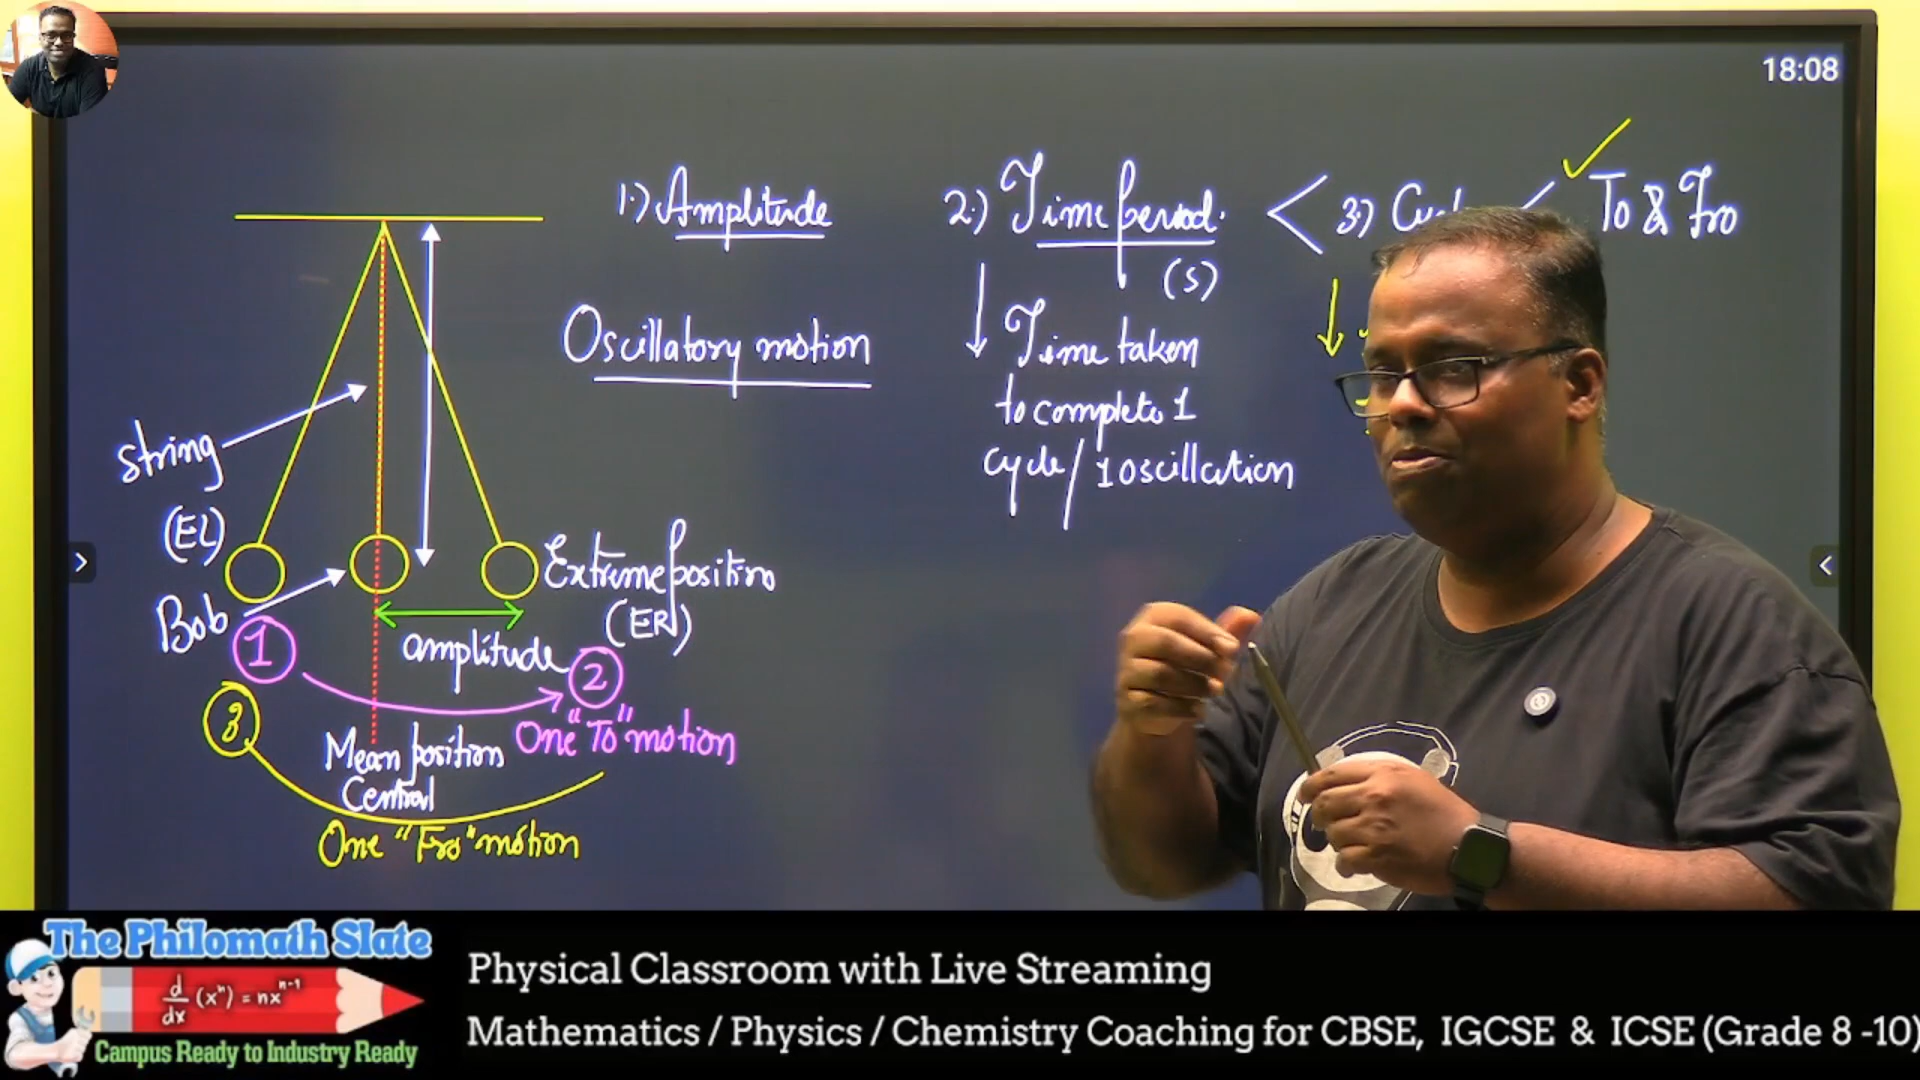 18:08
1.) Amplitude
2.) Time period.
(s)
3.)
To & Fro
Oscillatory motion
Time taken
to complete 1
cycle / 1 oscillation
string
(EL)
Bob
Extreme position
(ER)
amplitude
1
2
One "To" motion
3
Mean position
Central
One "Fro" motion
The Philomath Slate
d/dx (xⁿ) = nxⁿ⁻¹
Campus Ready to Industry Ready
Physical Classroom with Live Streaming
Mathematics / Physics / Chemistry Coaching for CBSE, IGCSE & ICSE (Grade 8 -10)